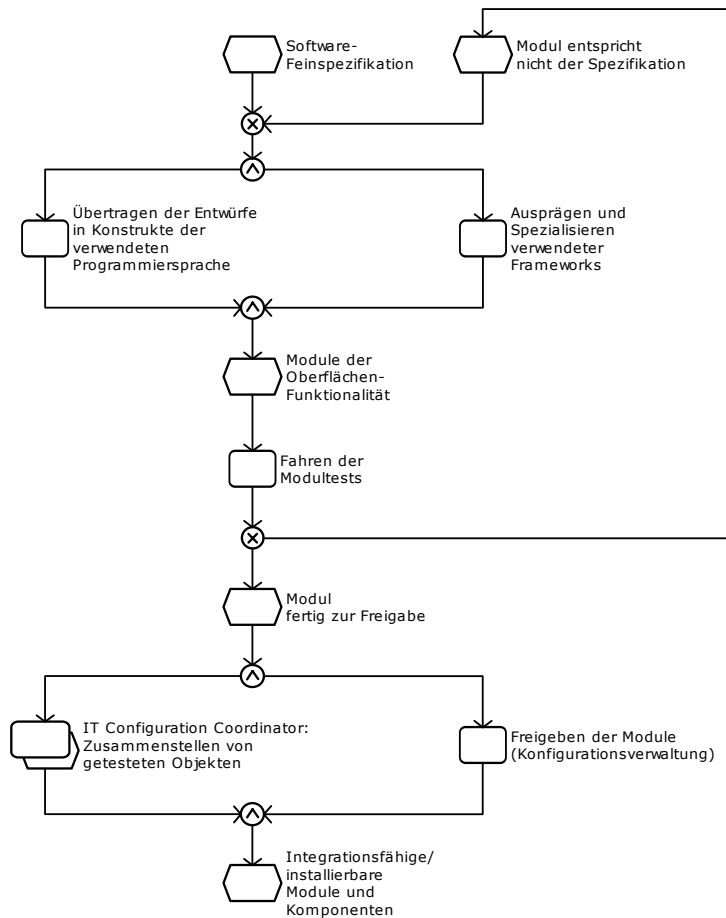 Software-
Feinspezifikation
Modul entspricht
nicht der Spezifikation
Übertragen der Entwürfe
in Konstrukte der
verwendeten
Programmiersprache
Ausprägen und
Spezialisieren
verwendeter
Frameworks
Module der
Oberflächen-
Funktionalität
Fahren der
Modultests
Modul
fertig zur Freigabe
IT Configuration Coordinator:
Zusammenstellen von
getesteten Objekten
Freigeben der Module
(Konfigurationsverwaltung)
Integrationsfähige/
installierbare
Module und
Komponenten